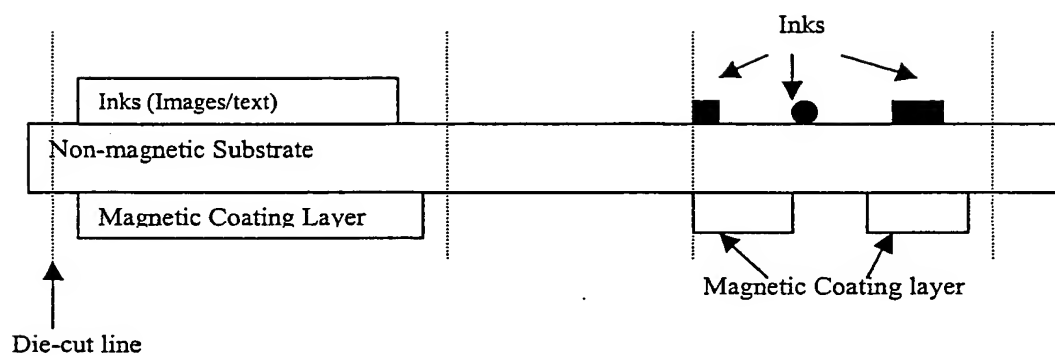 Inks
Inks (Images/text)
Non-magnetic Substrate
Magnetic Coating Layer
Magnetic Coating layer
Die-cut line